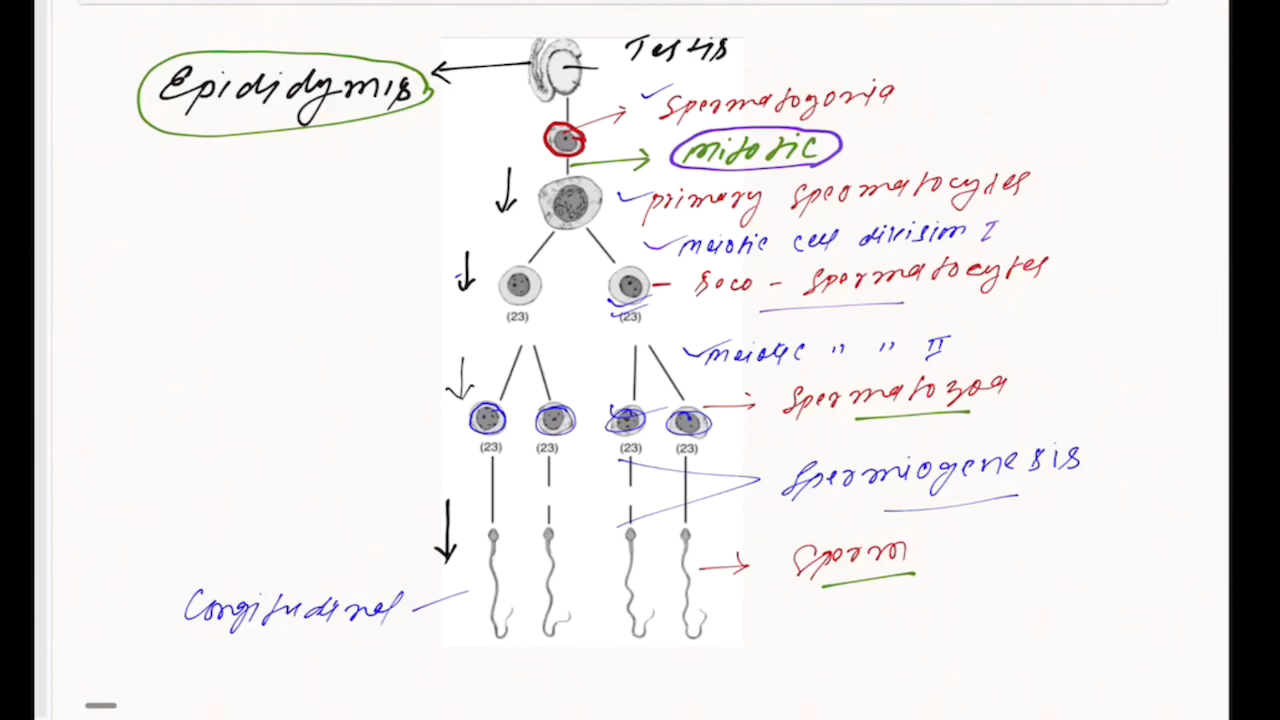 Testis
Epididymis
Spermatogonia
mitotic
primary spermatocytes
meiotic cell division I
Seco - spermatocytes
(23) (23)
meiotic " " II
Spermatozoa
(23) (23) (23) (23)
Spermiogenesis
Sperm
Longitudinal